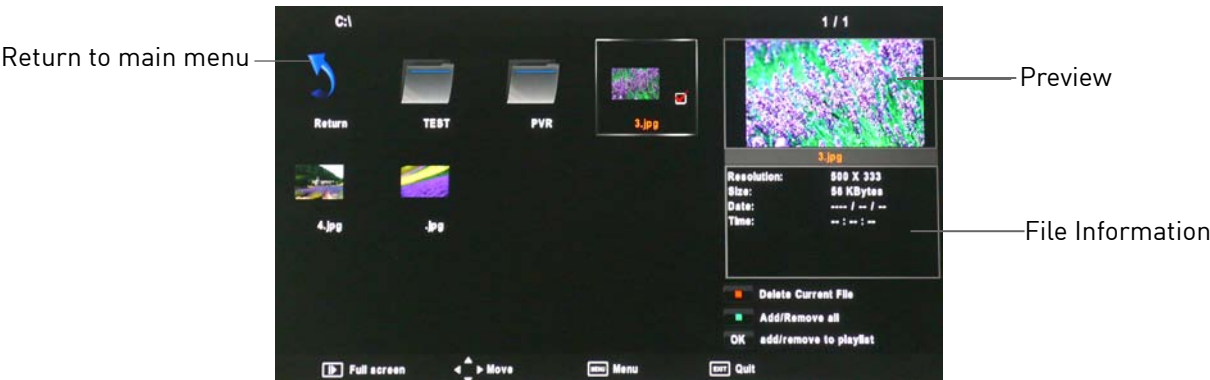 C:\ 1 / 1
Return to main menu
Preview
Return TEST PVR 3.jpg
3.jpg
Resolution: 500 X 333
Size: 56 KBytes
Date: ---- / -- / --
Time: -- : -- : --
4.jpg .jpg
File Information
Delete Current File
Add/Remove all
OK add/remove to playlist
Full screen Move MENU Menu EXIT Quit